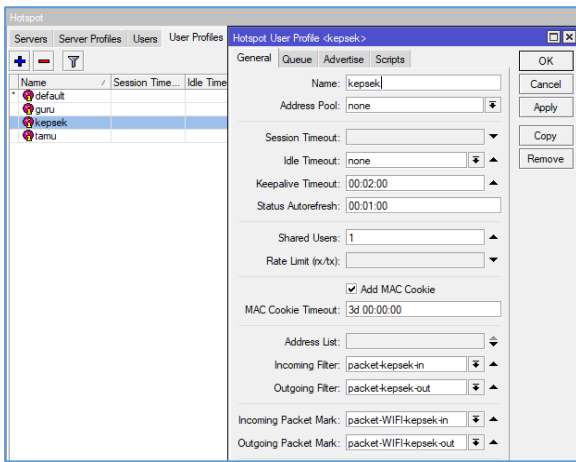 Hotspot
Servers Server Profiles Users User Profiles
Name Session Time... Idle Time
* default
guru
kepsek
tamu
Hotspot User Profile <kepsek>
General Queue Advertise Scripts
Name: kepsek
Address Pool: none
Session Timeout:
Idle Timeout: none
Keepalive Timeout: 00:02:00
Status Autorefresh: 00:01:00
Shared Users: 1
Rate Limit (rx/tx):
Add MAC Cookie
MAC Cookie Timeout: 3d 00:00:00
Address List:
Incoming Filter: packet-kepsek-in
Outgoing Filter: packet-kepsek-out
Incoming Packet Mark: packet-WIFI-kepsek-in
Outgoing Packet Mark: packet-WIFI-kepsek-out
OK
Cancel
Apply
Copy
Remove